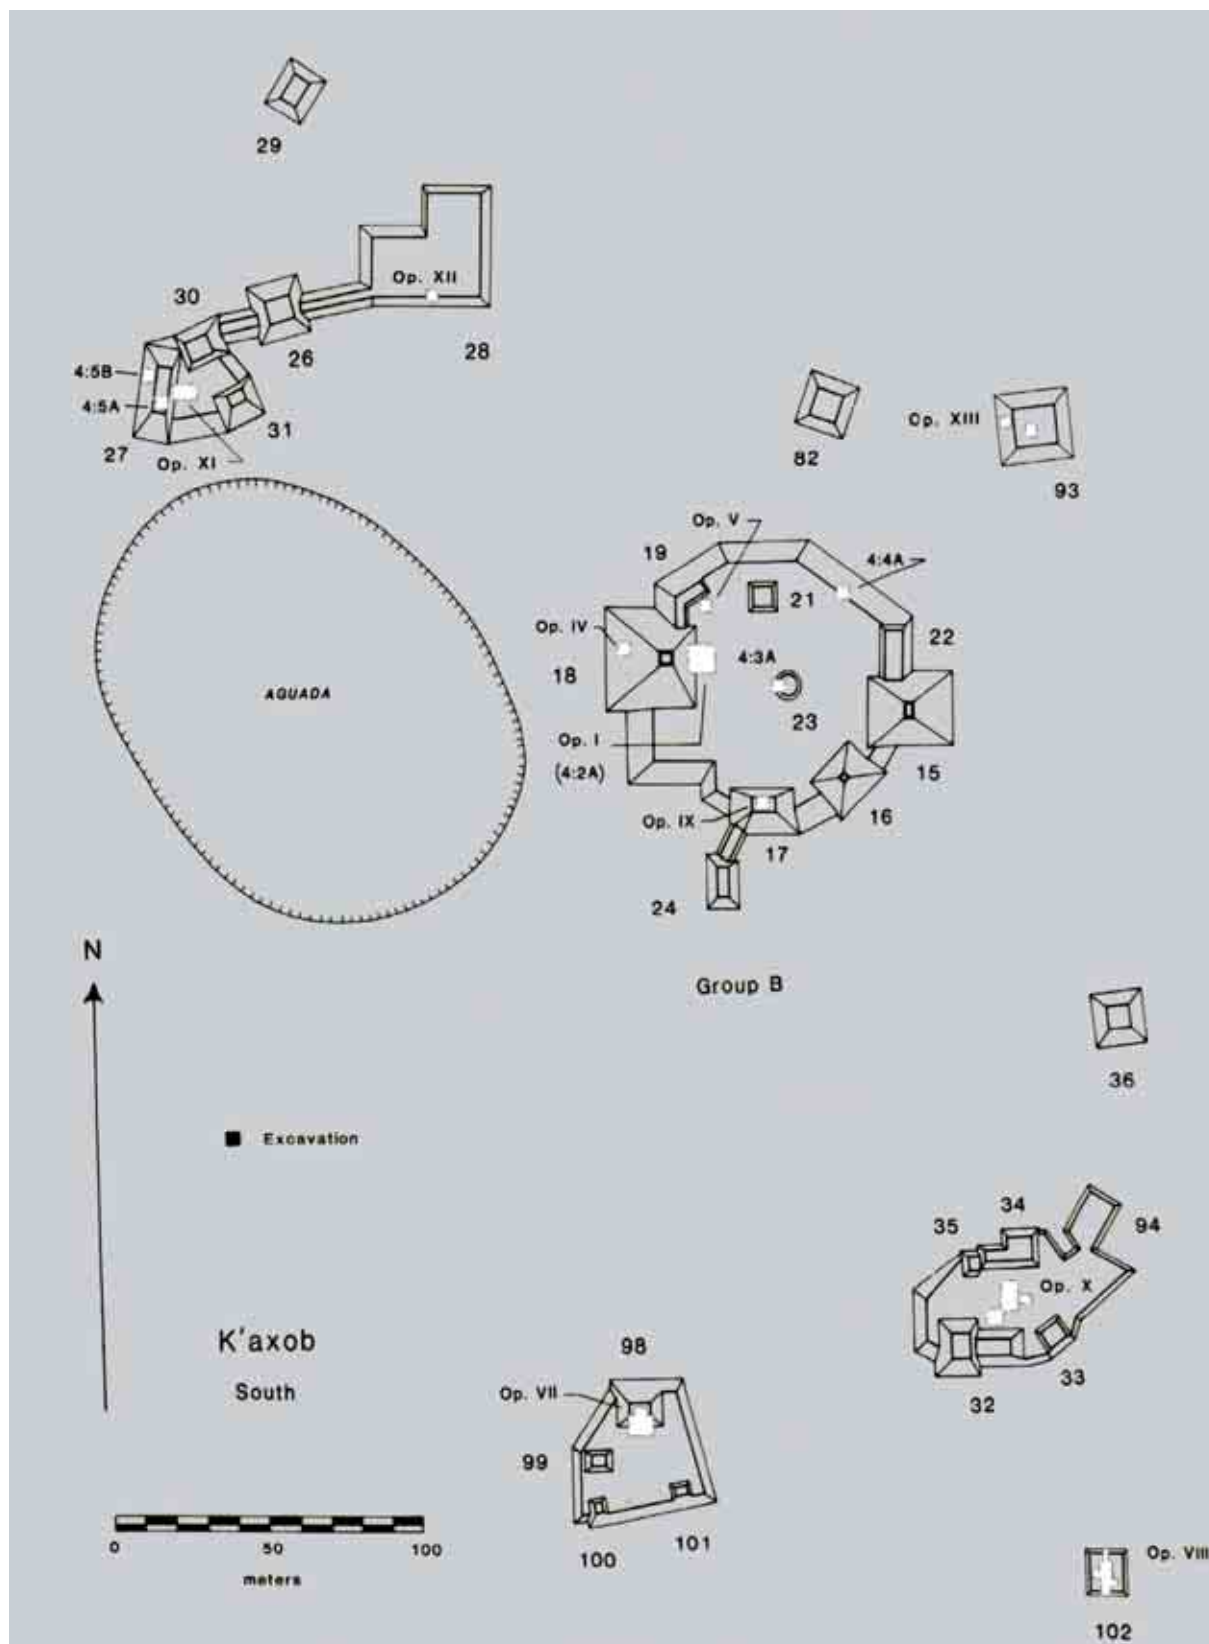 29
Op. XII
30
26
28
4:5B
4:5A
31
27
Op. XI
82
Op. XIII
93
Op. V
19
4:4A
21
Op. IV
22
18
4:3A
23
AGUADA
Op. I
(4:2A)
15
16
Op. IX
17
24
N
Group B
36
Excavation
34
35
94
Op. X
K'axob
South
98
33
32
Op. VII
99
101
100
0 50 100
meters
Op. VIII
102